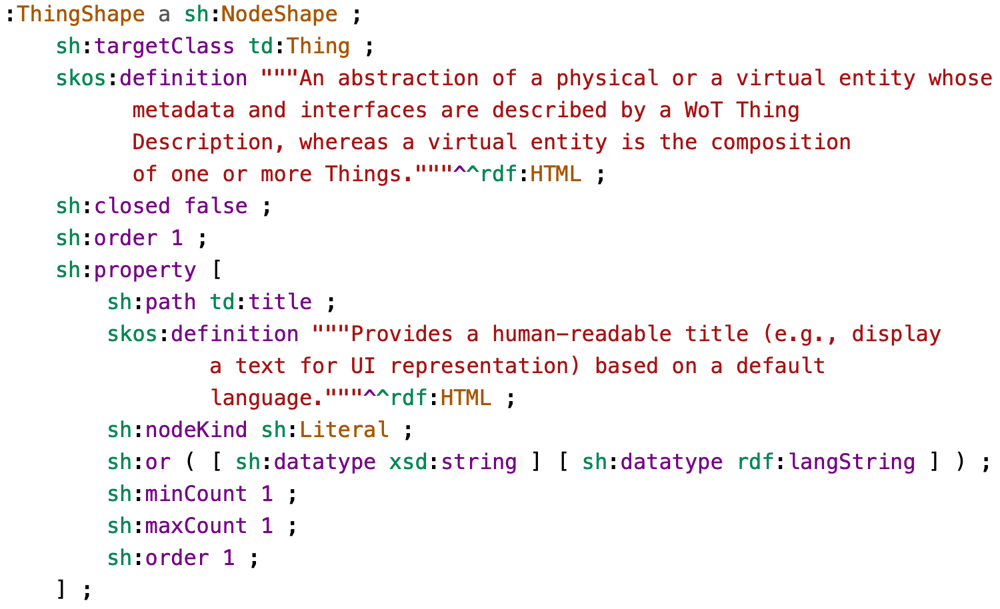 :ThingShape a sh:NodeShape ;
    sh:targetClass td:Thing ;
    skos:definition """An abstraction of a physical or a virtual entity whose
          metadata and interfaces are described by a WoT Thing
          Description, whereas a virtual entity is the composition
          of one or more Things."""^^rdf:HTML ;
    sh:closed false ;
    sh:order 1 ;
    sh:property [
        sh:path td:title ;
        skos:definition """Provides a human-readable title (e.g., display
                a text for UI representation) based on a default
                language."""^^rdf:HTML ;
        sh:nodeKind sh:Literal ;
        sh:or ( [ sh:datatype xsd:string ] [ sh:datatype rdf:langString ] ) ;
        sh:minCount 1 ;
        sh:maxCount 1 ;
        sh:order 1 ;
    ] ;